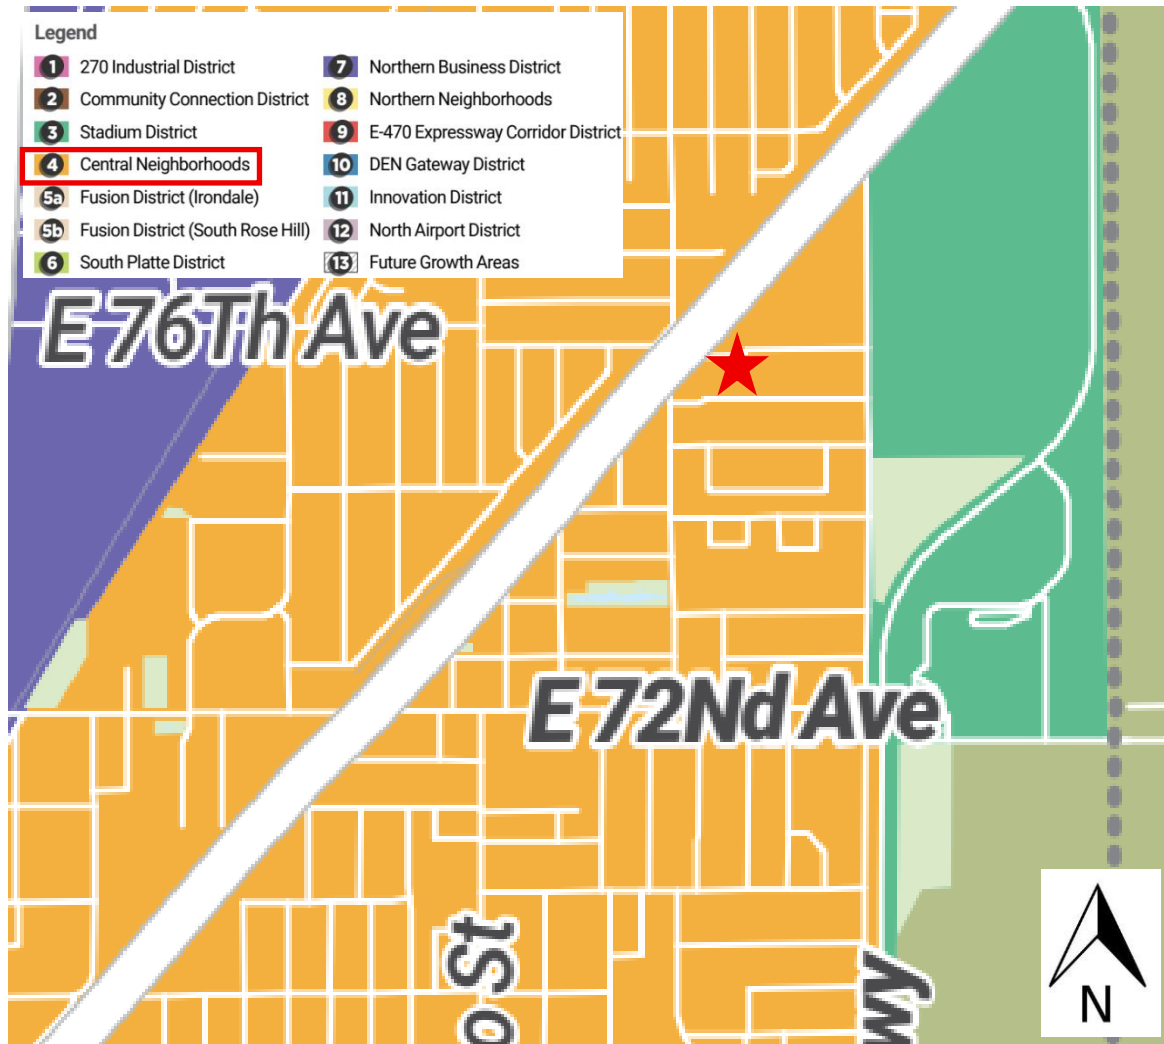 Legend
1 270 Industrial District
2 Community Connection District
3 Stadium District
4 Central Neighborhoods
5a Fusion District (Irondale)
5b Fusion District (South Rose Hill)
6 South Platte District
7 Northern Business District
8 Northern Neighborhoods
9 E-470 Expressway Corridor District
10 DEN Gateway District
11 Innovation District
12 North Airport District
13 Future Growth Areas
E 76Th Ave
E 72Nd Ave
o St
wy
N